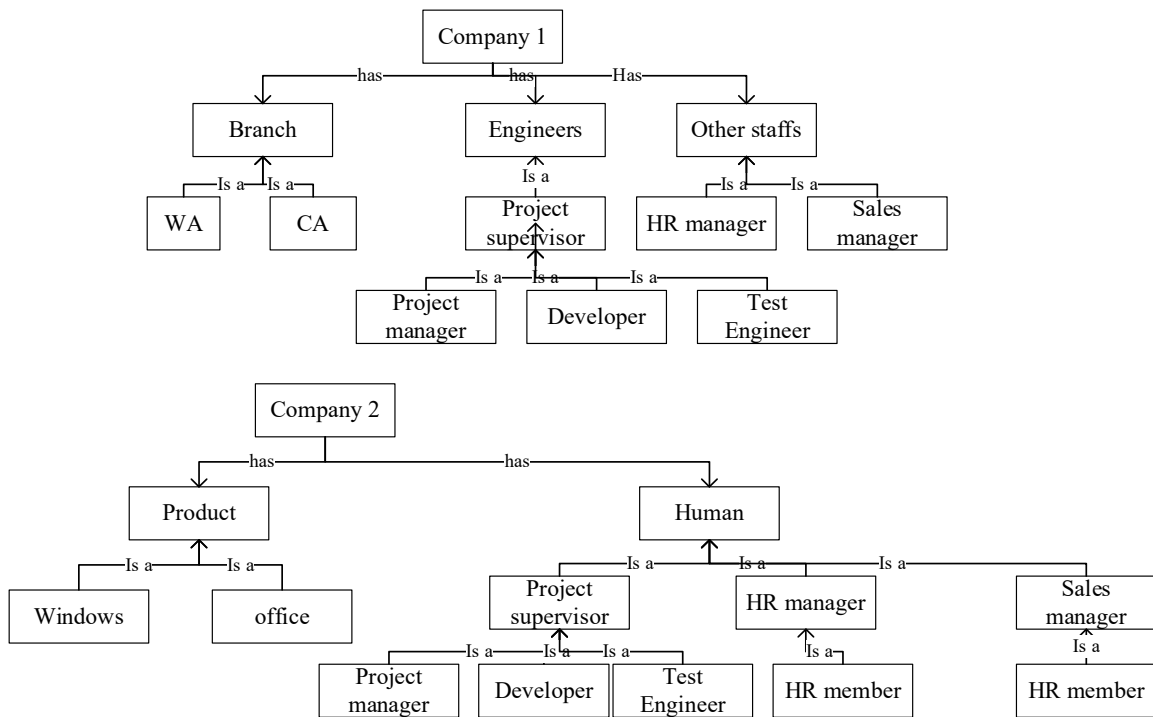 Company 1
has
has
Has
Branch
Engineers
Other staffs
Is a
Is a
Is a
Is a
Is a
WA
CA
Project
supervisor
HR manager
Sales
manager
Is a
Is a
Is a
Project
manager
Developer
Test
Engineer
Company 2
has
has
Product
Human
Is a
Is a
Is a
Is a
Is a
Windows
office
Project
supervisor
HR manager
Sales
manager
Is a
Is a
Is a
Is a
Is a
Project
manager
Developer
Test
Engineer
HR member
HR member